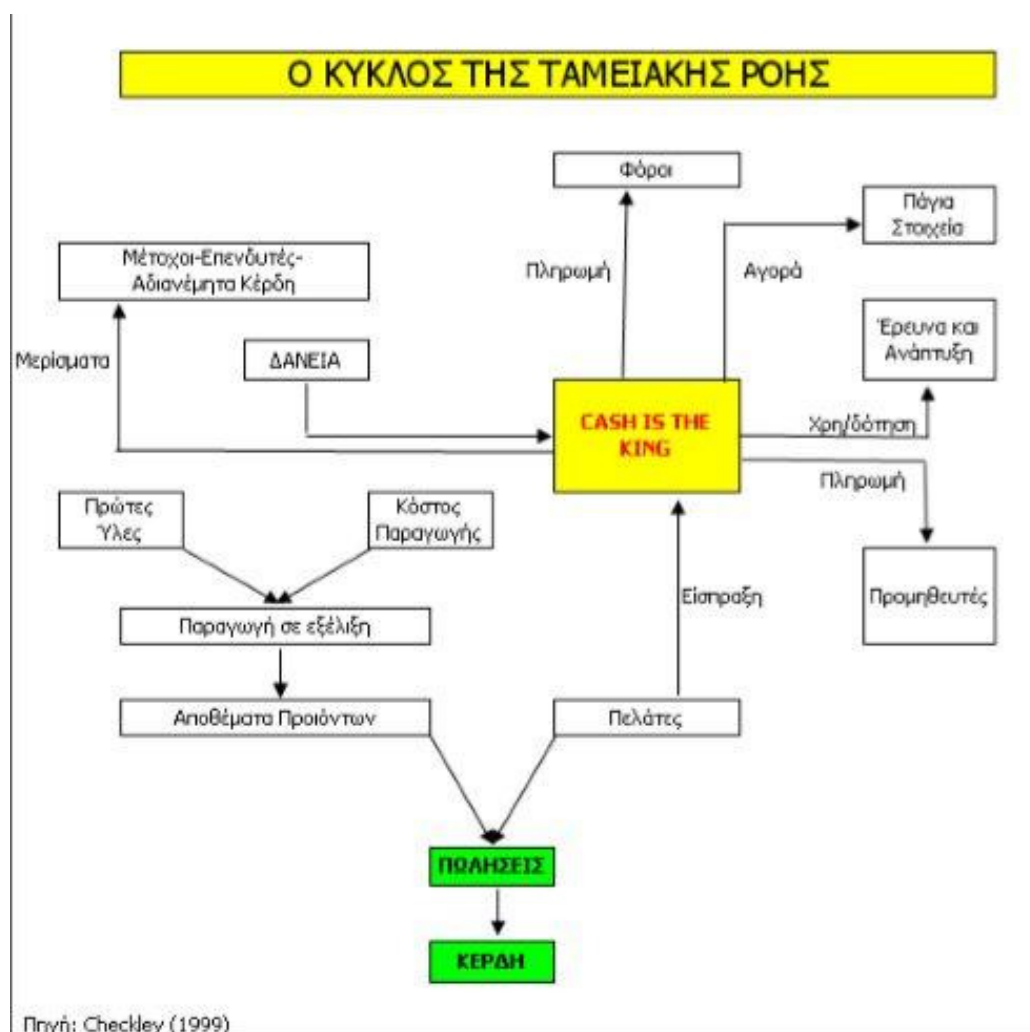 Ο ΚΥΚΛΟΣ ΤΗΣ ΤΑΜΕΙΑΚΗΣ ΡΟΗΣ
Φόροι
Πάγια
Στοιχεία
Μέτοχοι-Επενδυτές-
Αδιανέμητα Κέρδη
Πληρωμή
Αγορά
Έρευνα και
Ανάπτυξη
Μερίσματα
ΔΑΝΕΙΑ
CASH IS THE
KING
Χρη/δότηση
Πληρωμή
Πρώτες
Ύλες
Κόστος
Παραγωγής
Είσπραξη
Προμηθευτές
Παραγωγή σε εξέλιξη
Αποθέματα Προιόντων
Πελάτες
ΠΩΛΗΣΕΙΣ
ΚΕΡΔΗ
Πηγή: Checkley (1999)